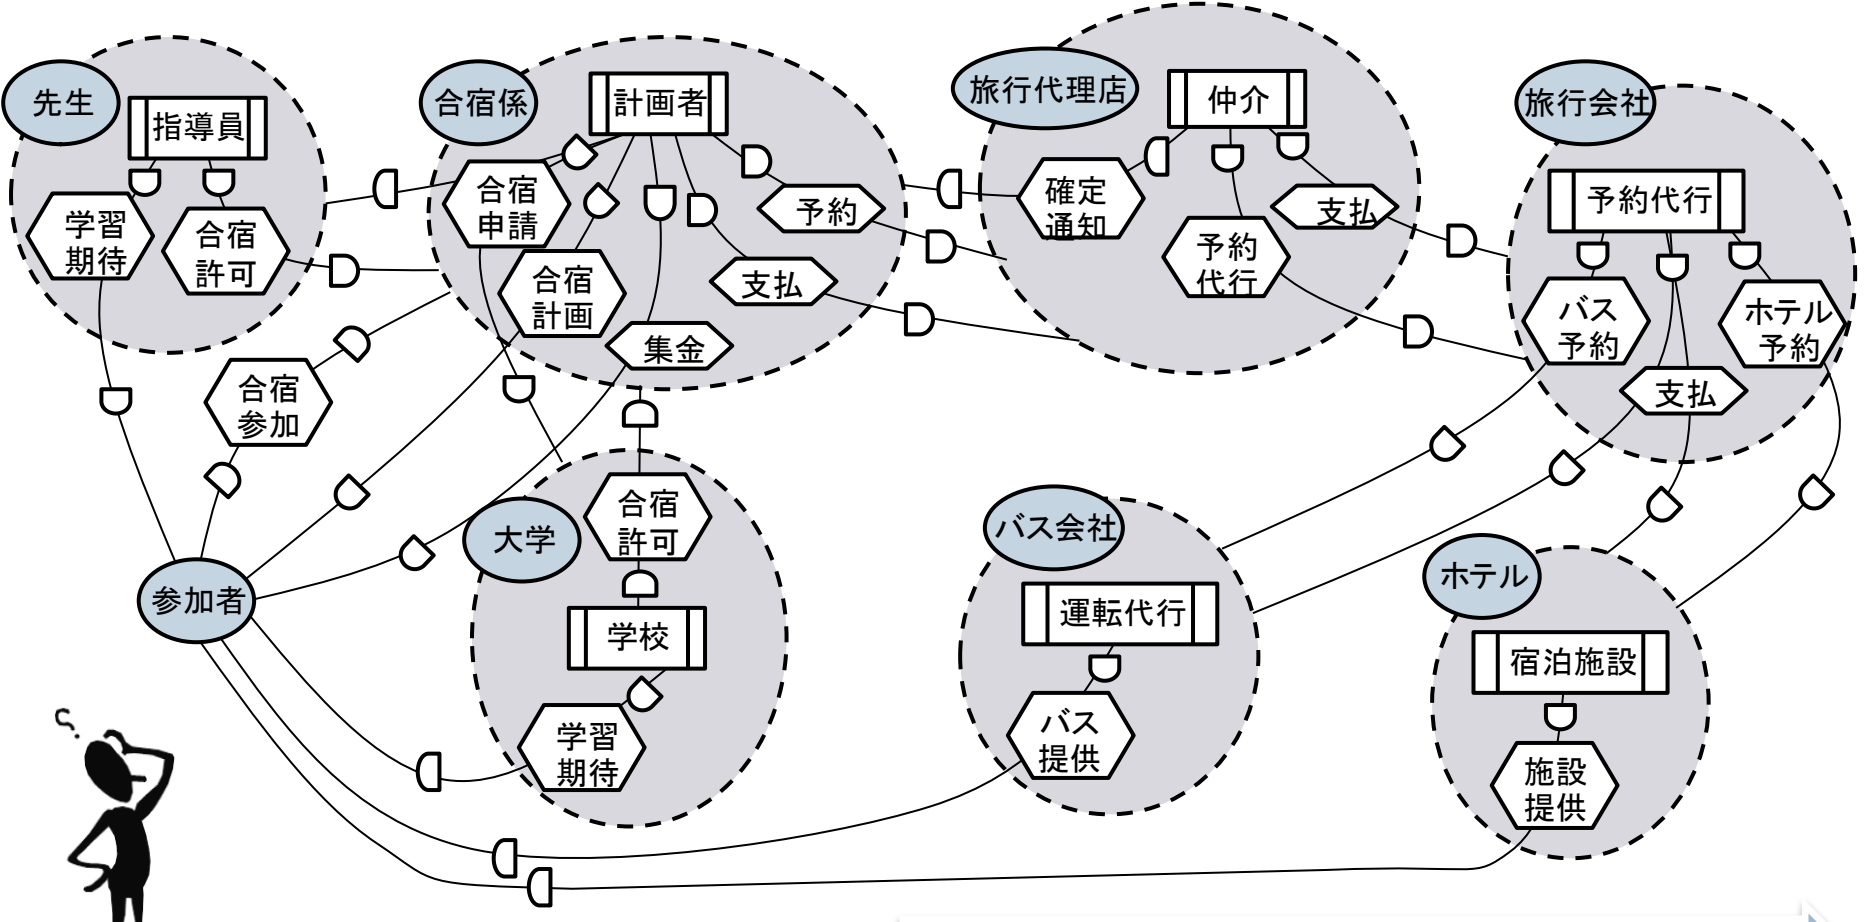 先生
指導員
学習
期待
合宿
許可
合宿係
計画者
合宿
申請
合宿
計画
集金
支払
予約
旅行代理店
仲介
確定
通知
予約
代行
支払
旅行会社
予約代行
バス
予約
支払
ホテル
予約
合宿
参加
参加者
大学
合宿
許可
学校
学習
期待
バス会社
運転代行
バス
提供
ホテル
宿泊施設
施設
提供